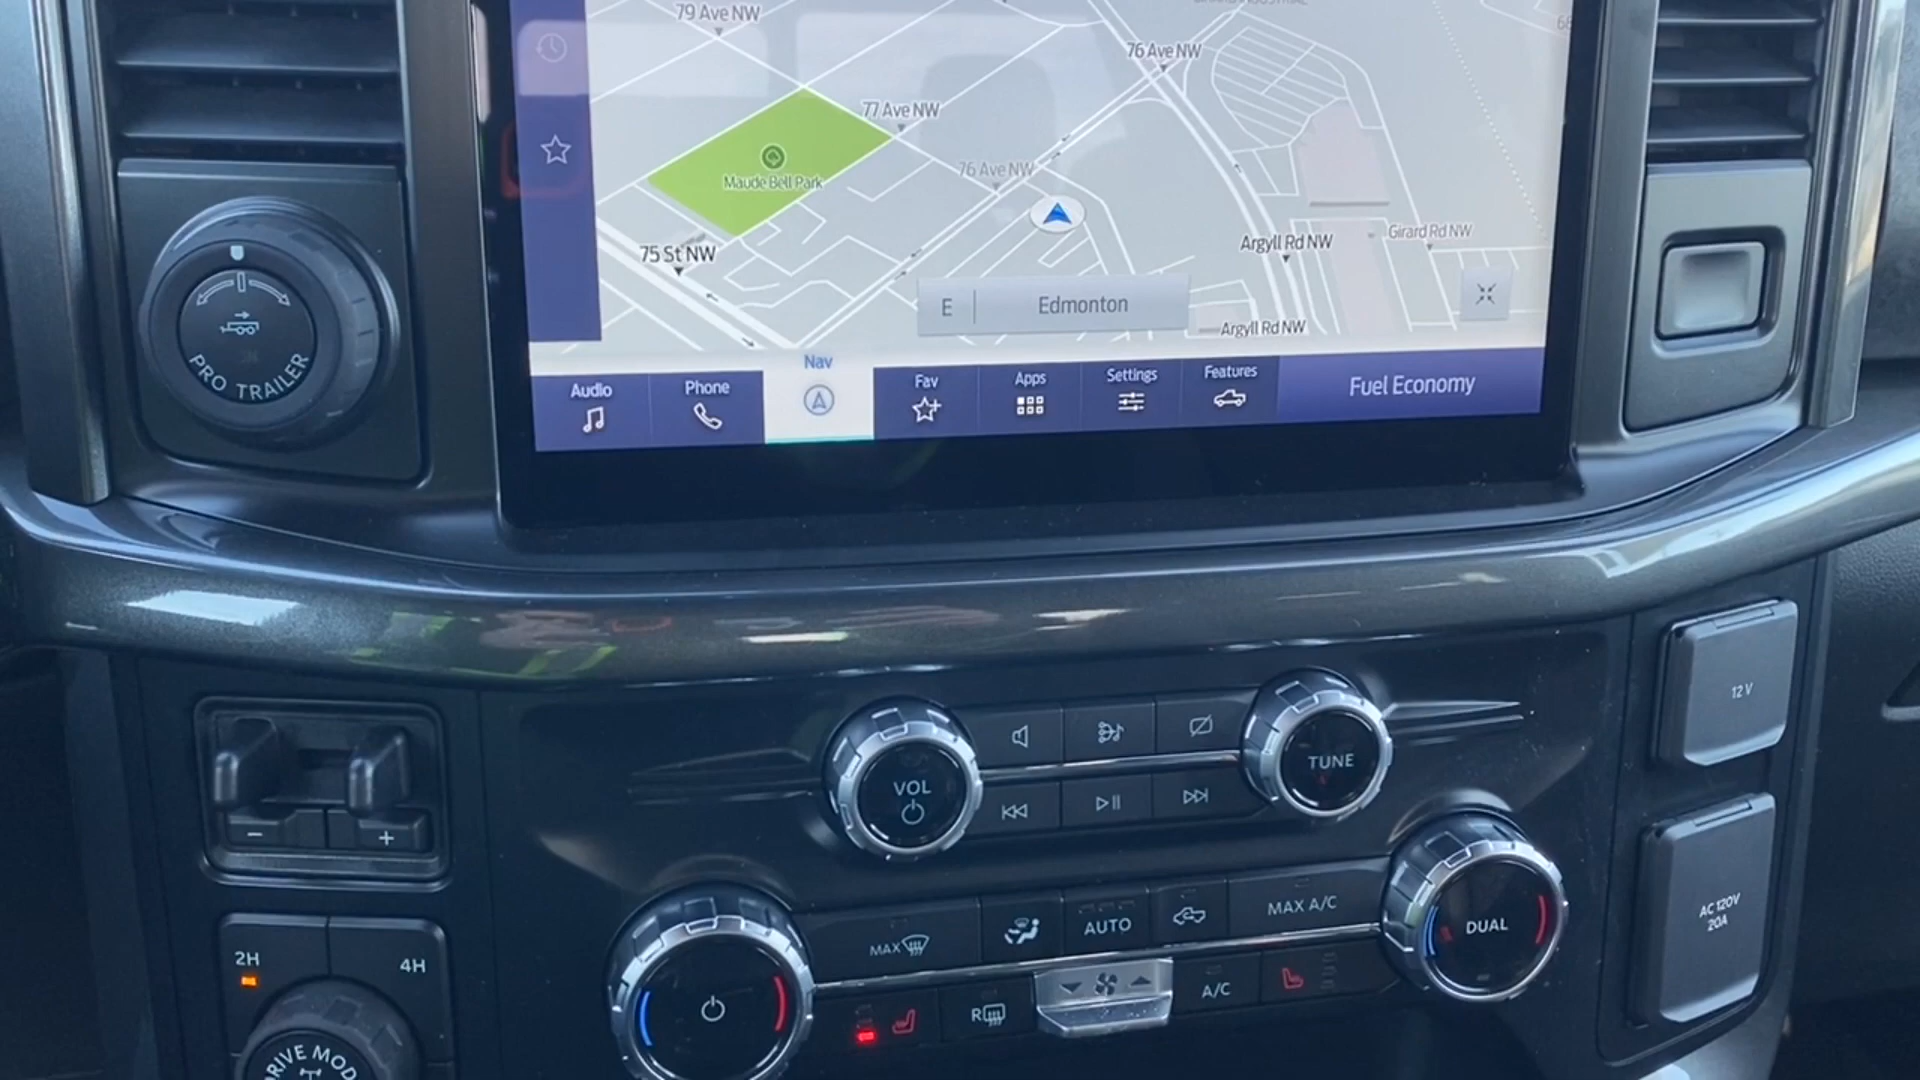 79 Ave NW
76 Ave NW
77 Ave NW
76 Ave NW
Maude Bell Park
75 St NW
Argyll Rd NW
Girard Rd NW
E
Edmonton
Argyll Rd NW
Audio
Phone
Nav
Fav
Apps
Settings
Features
Fuel Economy
PRO TRAILER
12V
VOL
TUNE
- +
MAX
AUTO
MAX A/C
DUAL
AC 120V
20A
2H
4H
R
A/C
DRIVE MOD